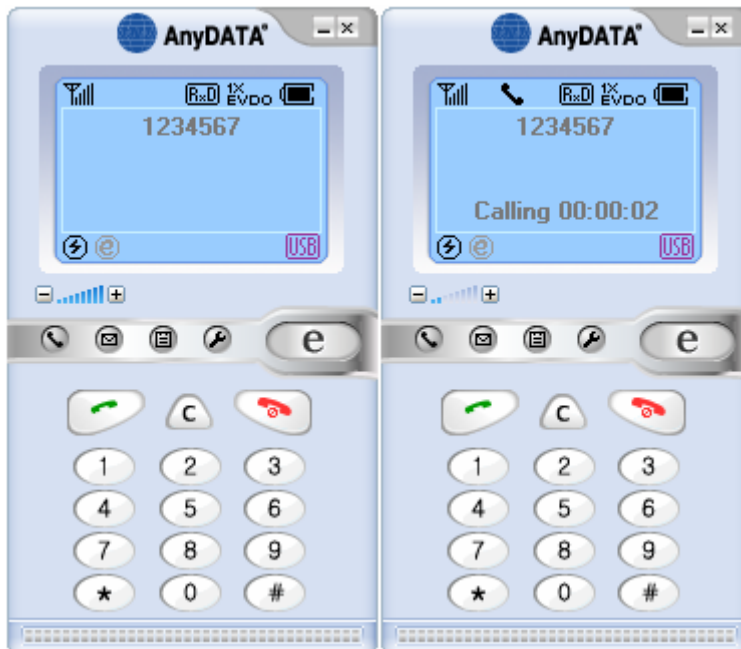 AnyDATA
RxD 1X EVDO
1234567
USB
e
C
1 2 3
4 5 6
7 8 9
* 0 #
AnyDATA
RxD 1X EVDO
1234567
Calling 00:00:02
USB
e
C
1 2 3
4 5 6
7 8 9
* 0 #